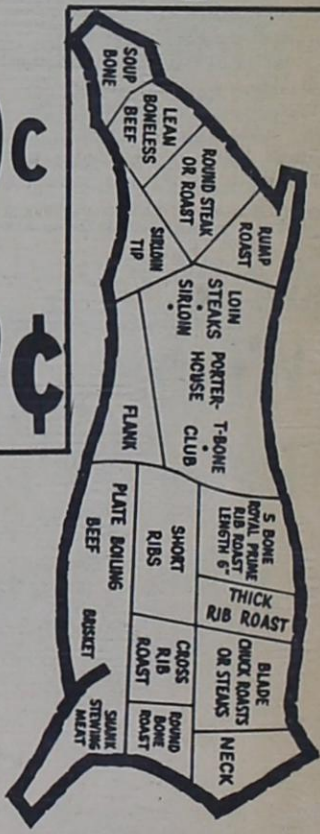 SOUP
BONE
LEAN
BONELESS
BEEF
ROUND STEAK
OR ROAST
RUMP
ROAST
SIRLOIN
TIP
LOIN
STEAKS
SIRLOIN
PORTER-
HOUSE
T-BONE
CLUB
FLANK
5 BONE
ROYAL PRIME
RIB ROAST
LENGTH 6"
THICK
RIB ROAST
BLADE
CHUCK ROASTS
OR STEAKS
NECK
SHORT
RIBS
CROSS
RIB
ROAST
ROUND
BONE
ROAST
PLATE BOILING
BEEF
BRISKET
SHANK
STEWING
MEAT
C
¢